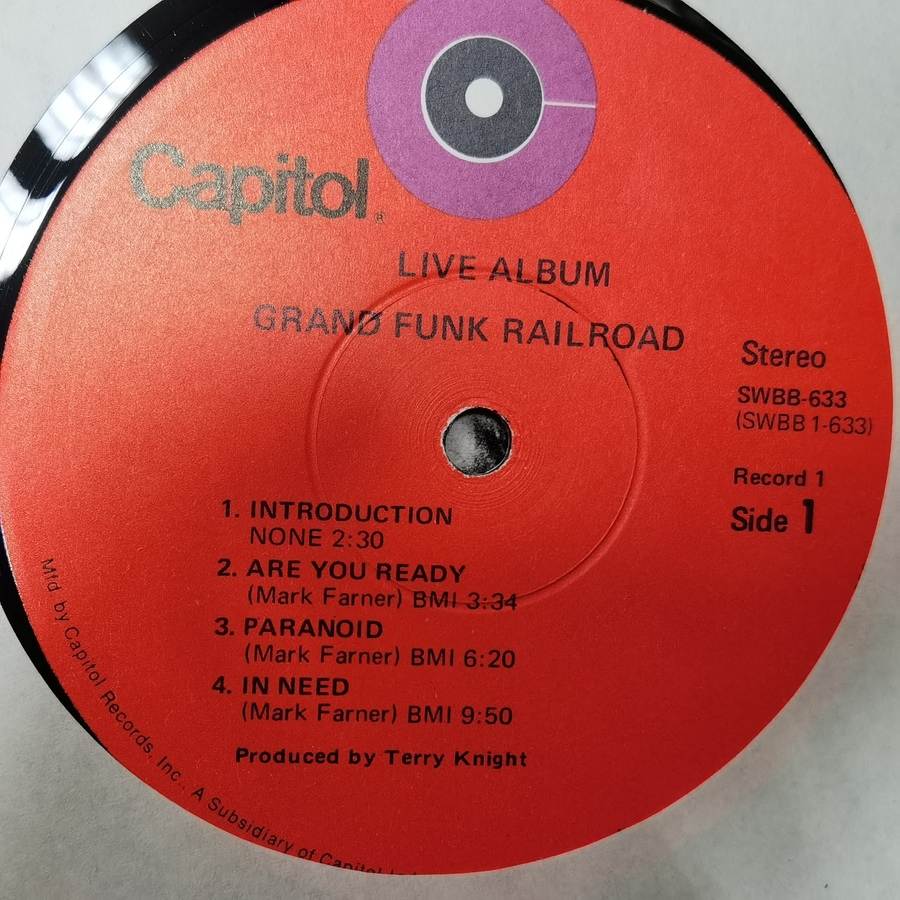 Capitol®
LIVE ALBUM
GRAND FUNK RAILROAD
Stereo
SWBB-633
(SWBB 1-633)
Record 1
Side 1
1. INTRODUCTION
NONE 2:30
2. ARE YOU READY
(Mark Farner) BMI 3:34
3. PARANOID
(Mark Farner) BMI 6:20
4. IN NEED
(Mark Farner) BMI 9:50
Produced by Terry Knight
Mfd by Capitol Records, Inc., A Subsidiary of Capitol